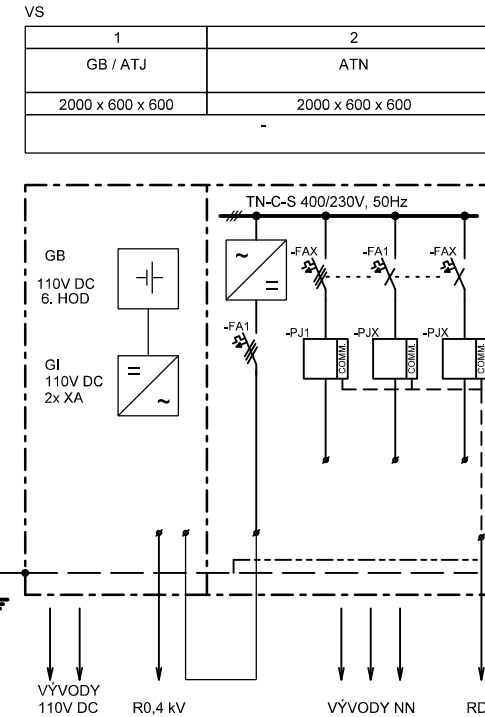 VS
1 2
GB / ATJ ATN
2000 x 600 x 600 2000 x 600 x 600
-
TN-C-S 400/230V, 50Hz
GB
110V DC
6. HOD
-FAX -FA1 -FAX
-FA1
-PJ1 -PJX -PJX
COMM. COMM. COMM.
GI
110V DC
2x XA
VÝVODY
110V DC R0,4 kV VÝVODY NN RD